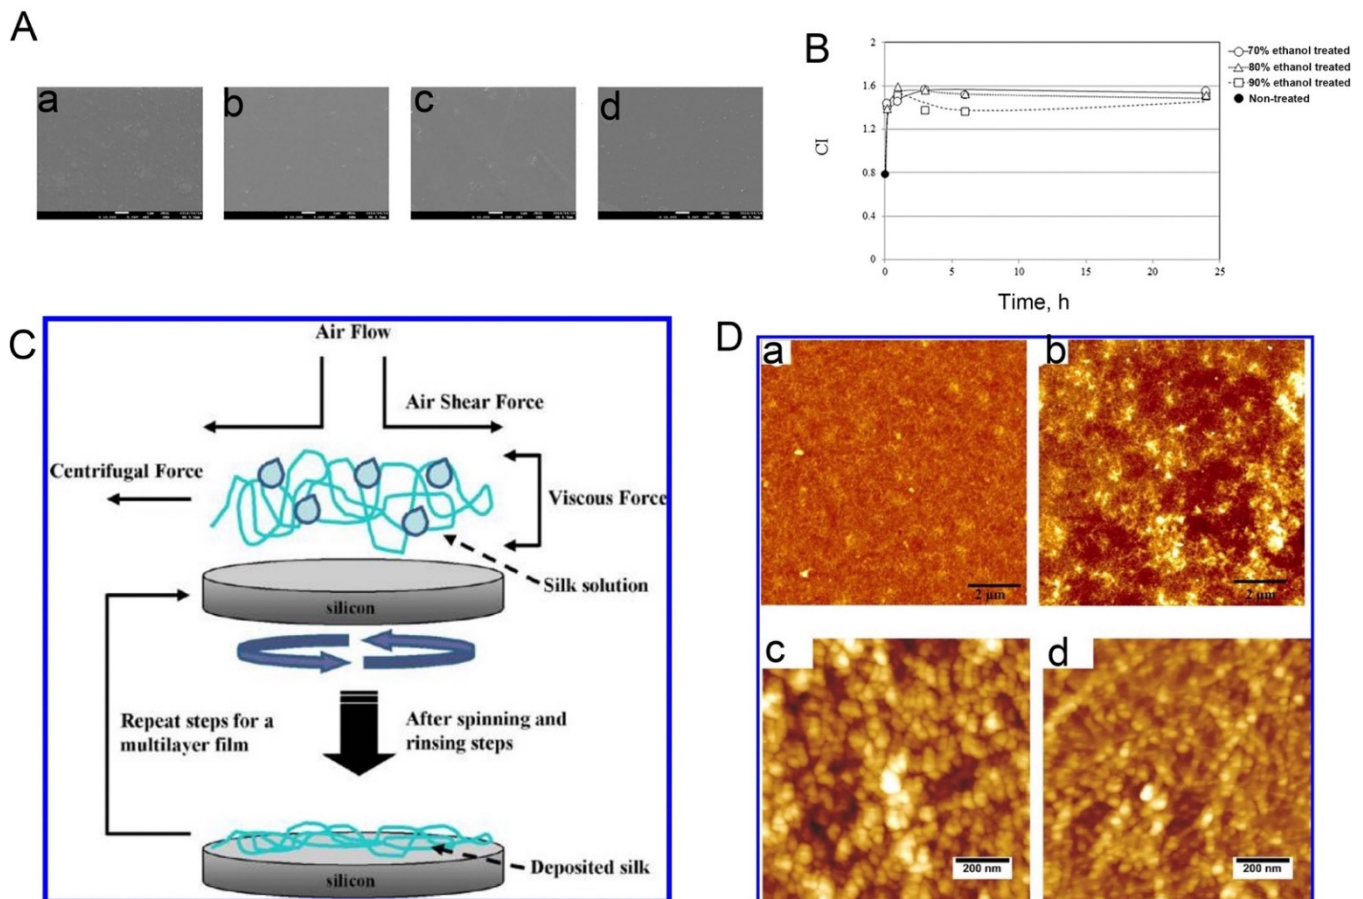 A
a
b
c
d
B
2
1.6
1.2
0.8
0.4
0
CI
0
5
10
15
20
25
Time, h
70% ethanol treated
80% ethanol treated
90% ethanol treated
Non-treated
C
Air Flow
Air Shear Force
Centrifugal Force
Viscous Force
Silk solution
silicon
Repeat steps for a
multilayer film
After spinning and
rinsing steps
Deposited silk
silicon
D
a
2 μm
b
2 μm
c
200 nm
d
200 nm